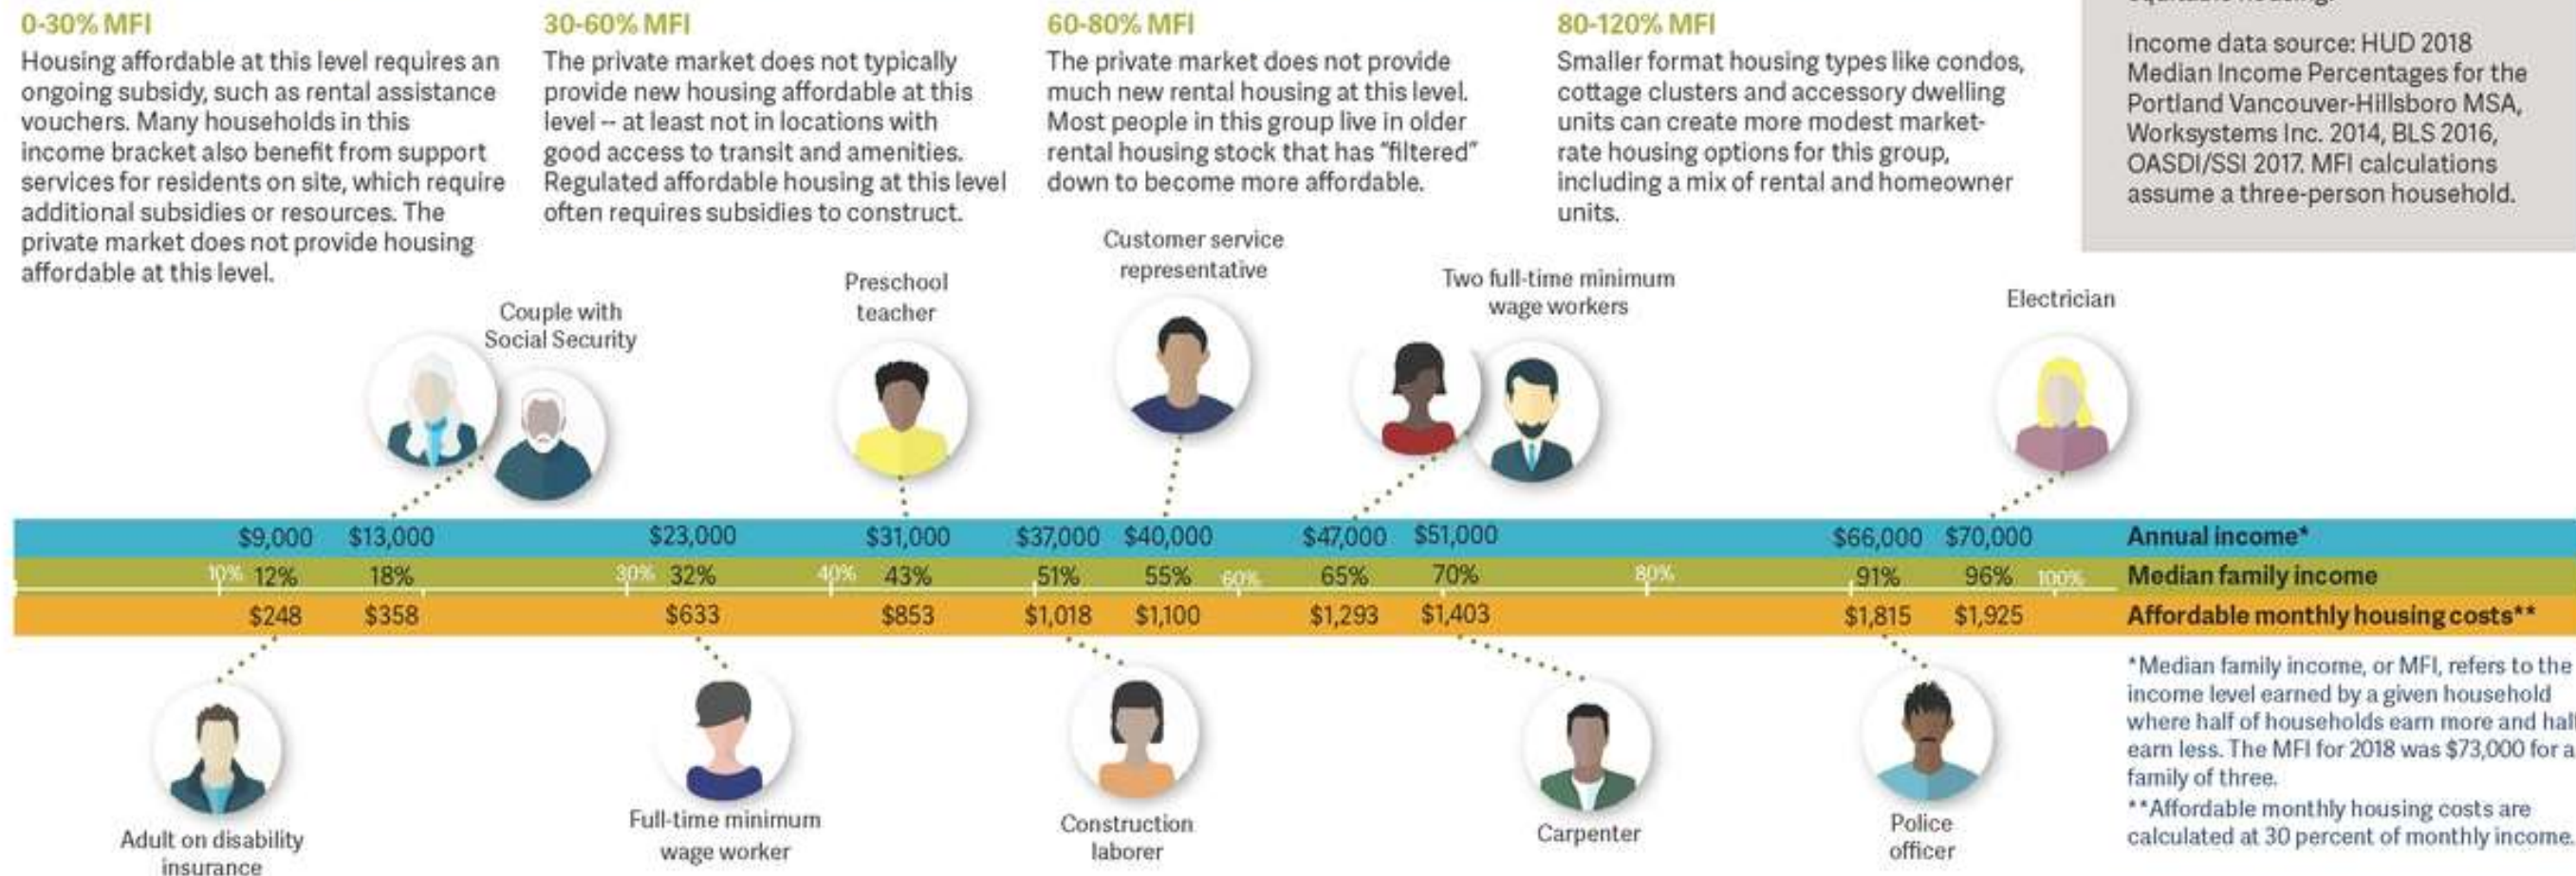 0-30% MFI
Housing affordable at this level requires an
ongoing subsidy, such as rental assistance
vouchers. Many households in this
income bracket also benefit from support
services for residents on site, which require
additional subsidies or resources. The
private market does not provide housing
affordable at this level.
30-60% MFI
The private market does not typically
provide new housing affordable at this
level -- at least not in locations with
good access to transit and amenities.
Regulated affordable housing at this level
often requires subsidies to construct.
60-80% MFI
The private market does not provide
much new rental housing at this level.
Most people in this group live in older
rental housing stock that has "filtered"
down to become more affordable.
80-120% MFI
Smaller format housing types like condos,
cottage clusters and accessory dwelling
units can create more modest market-
rate housing options for this group,
including a mix of rental and homeowner
units.
Income data source: HUD 2018
Median Income Percentages for the
Portland Vancouver-Hillsboro MSA,
Worksystems Inc. 2014, BLS 2016,
OASDI/SSI 2017. MFI calculations
assume a three-person household.
Couple with
Social Security
Preschool
teacher
Customer service
representative
Two full-time minimum
wage workers
Electrician
$9,000 $13,000 $23,000 $31,000 $37,000 $40,000 $47,000 $51,000 $66,000 $70,000 Annual income*
10% 12% 18% 30% 32% 40% 43% 51% 55% 60% 65% 70% 80% 91% 96% 100% Median family income
$248 $358 $633 $853 $1,018 $1,100 $1,293 $1,403 $1,815 $1,925 Affordable monthly housing costs**
Adult on disability
insurance
Full-time minimum
wage worker
Construction
laborer
Carpenter
Police
officer
*Median family income, or MFI, refers to the
income level earned by a given household
where half of households earn more and half
earn less. The MFI for 2018 was $73,000 for a
family of three.
**Affordable monthly housing costs are
calculated at 30 percent of monthly income.